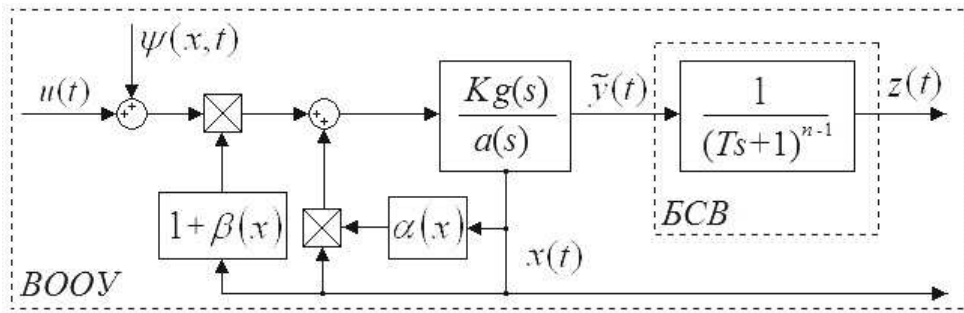 ψ(x,t)
u(t)
Kg(s)
a(s)
ỹ(t)
1
(Ts+1)ⁿ⁻¹
z(t)
1+β(x)
α(x)
БСВ
x(t)
ВООУ